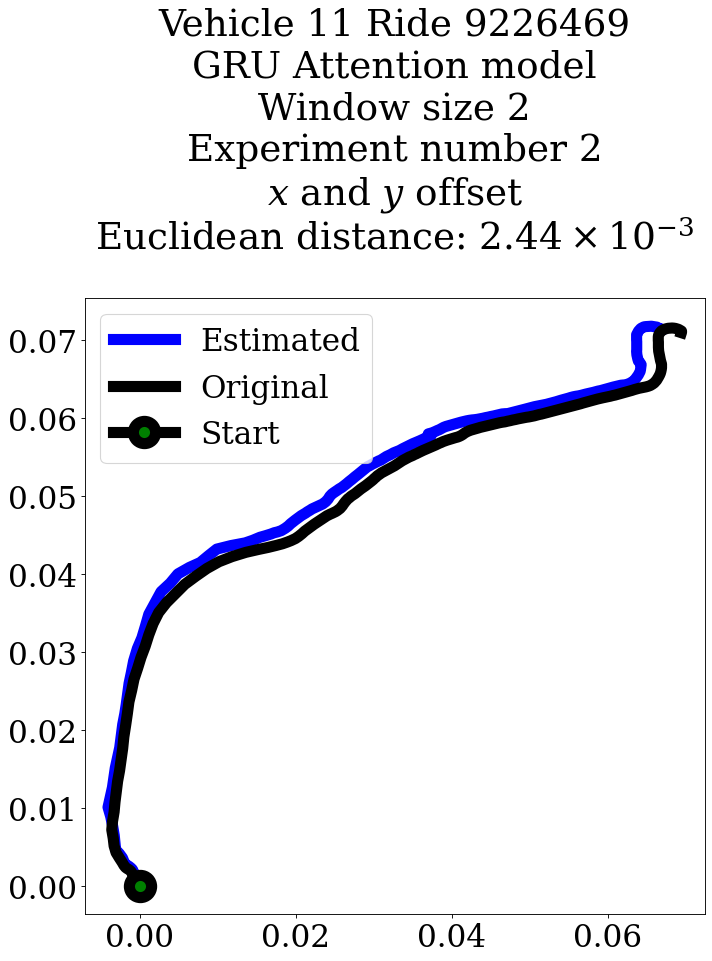 Vehicle 11 Ride 9226469
GRU Attention model
Window size 2
Experiment number 2
x and y offset
Euclidean distance: 2.44 × 10⁻³
Estimated
Original
Start
0.07
0.06
0.05
0.04
0.03
0.02
0.01
0.00
0.00 0.02 0.04 0.06